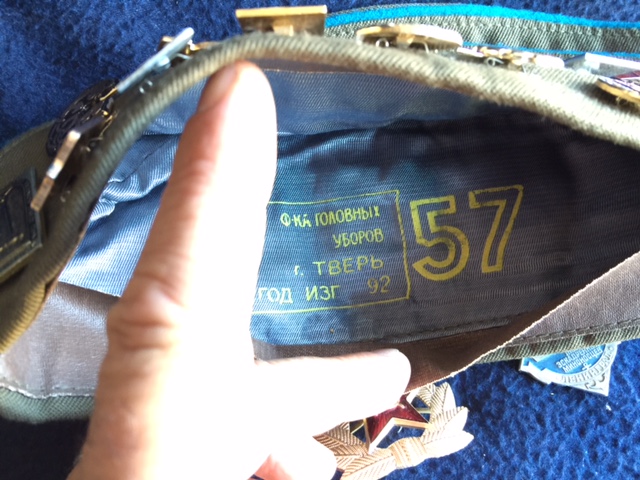 Ф-КА ГОЛОВНЫХ
УБОРОВ
г. ТВЕРЬ
ГОД ИЗГ 92
57